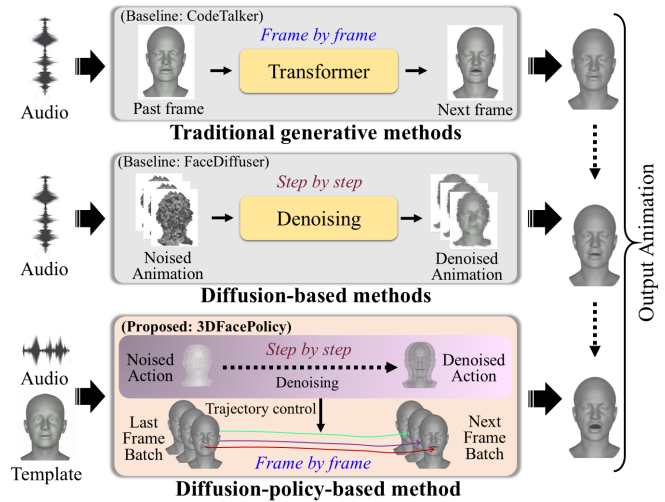 (Baseline: CodeTalker)
Frame by frame
Transformer
Audio
Past frame
Next frame
Traditional generative methods
(Baseline: FaceDiffuser)
Step by step
Denoising
Audio
Noised
Animation
Denoised
Animation
Diffusion-based methods
(Proposed: 3DFacePolicy)
Step by step
Noised
Action
Denoised
Action
Denoising
Audio
Trajectory control
Last
Frame
Batch
Next
Frame
Batch
Frame by frame
Template
Diffusion-policy-based method
Output Animation